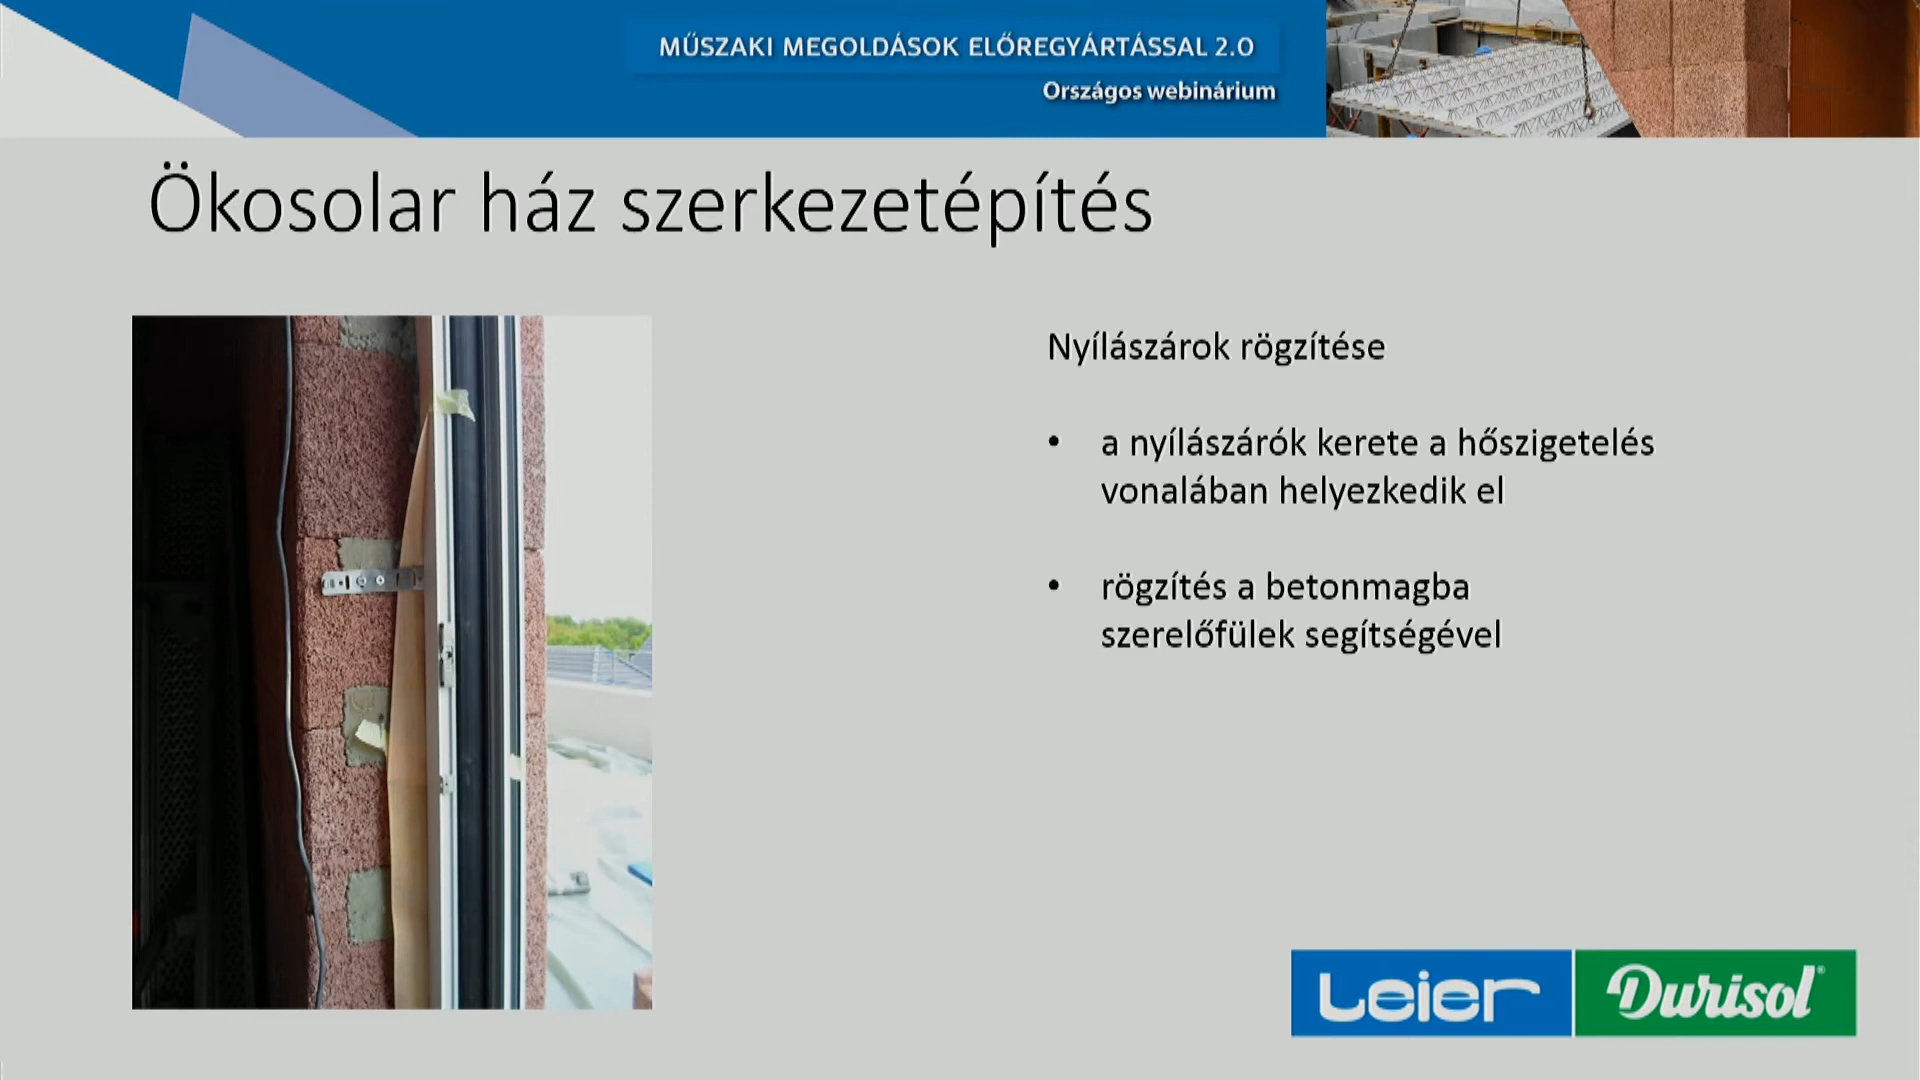 MŰSZAKI MEGOLDÁSOK ELŐREGYÁRTÁSSAL 2.0
Országos webinárium
Ökosolar ház szerkezetépítés
Nyílászárok rögzítése
• a nyílászárók kerete a hőszigetelés
vonalában helyezkedik el
• rögzítés a betonmagba
szerelőfülek segítségével
Leier
Durisol®